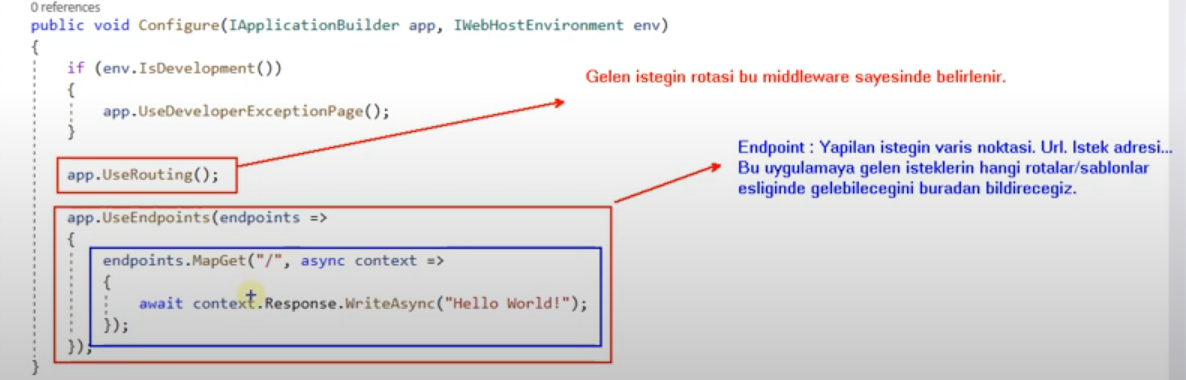 0 references
public void Configure(IApplicationBuilder app, IWebHostEnvironment env)
{
if (env.IsDevelopment())
{
app.UseDeveloperExceptionPage();
}
Gelen istegin rotasi bu middleware sayesinde belirlenir.
app.UseRouting();
Endpoint : Yapilan istegin varis noktasi. Url. Istek adresi...
Bu uygulamaya gelen isteklerin hangi rotalar/sablonlar
esliginde gelebilecegini buradan bildirecegiz.
app.UseEndpoints(endpoints =>
{
endpoints.MapGet("/", async context =>
{
await context.Response.WriteAsync("Hello World!");
});
});
}